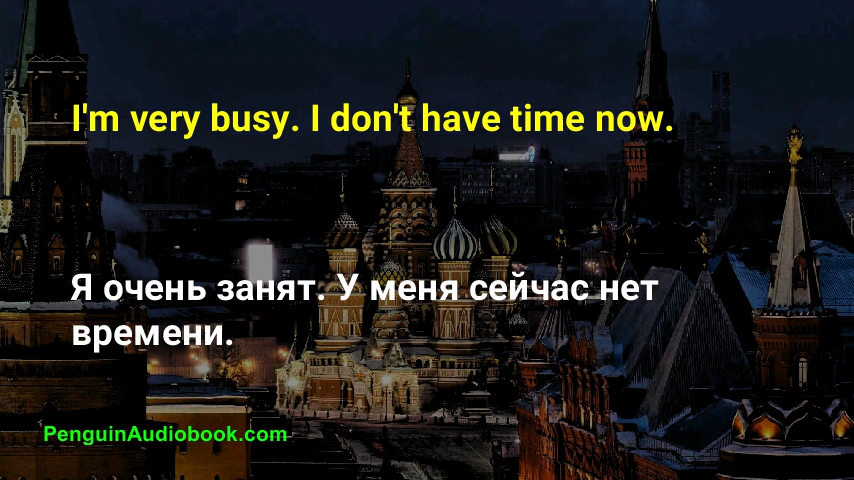 I'm very busy. I don't have time now.
Я очень занят. У меня сейчас нет
времени.
PenguinAudiobook.com